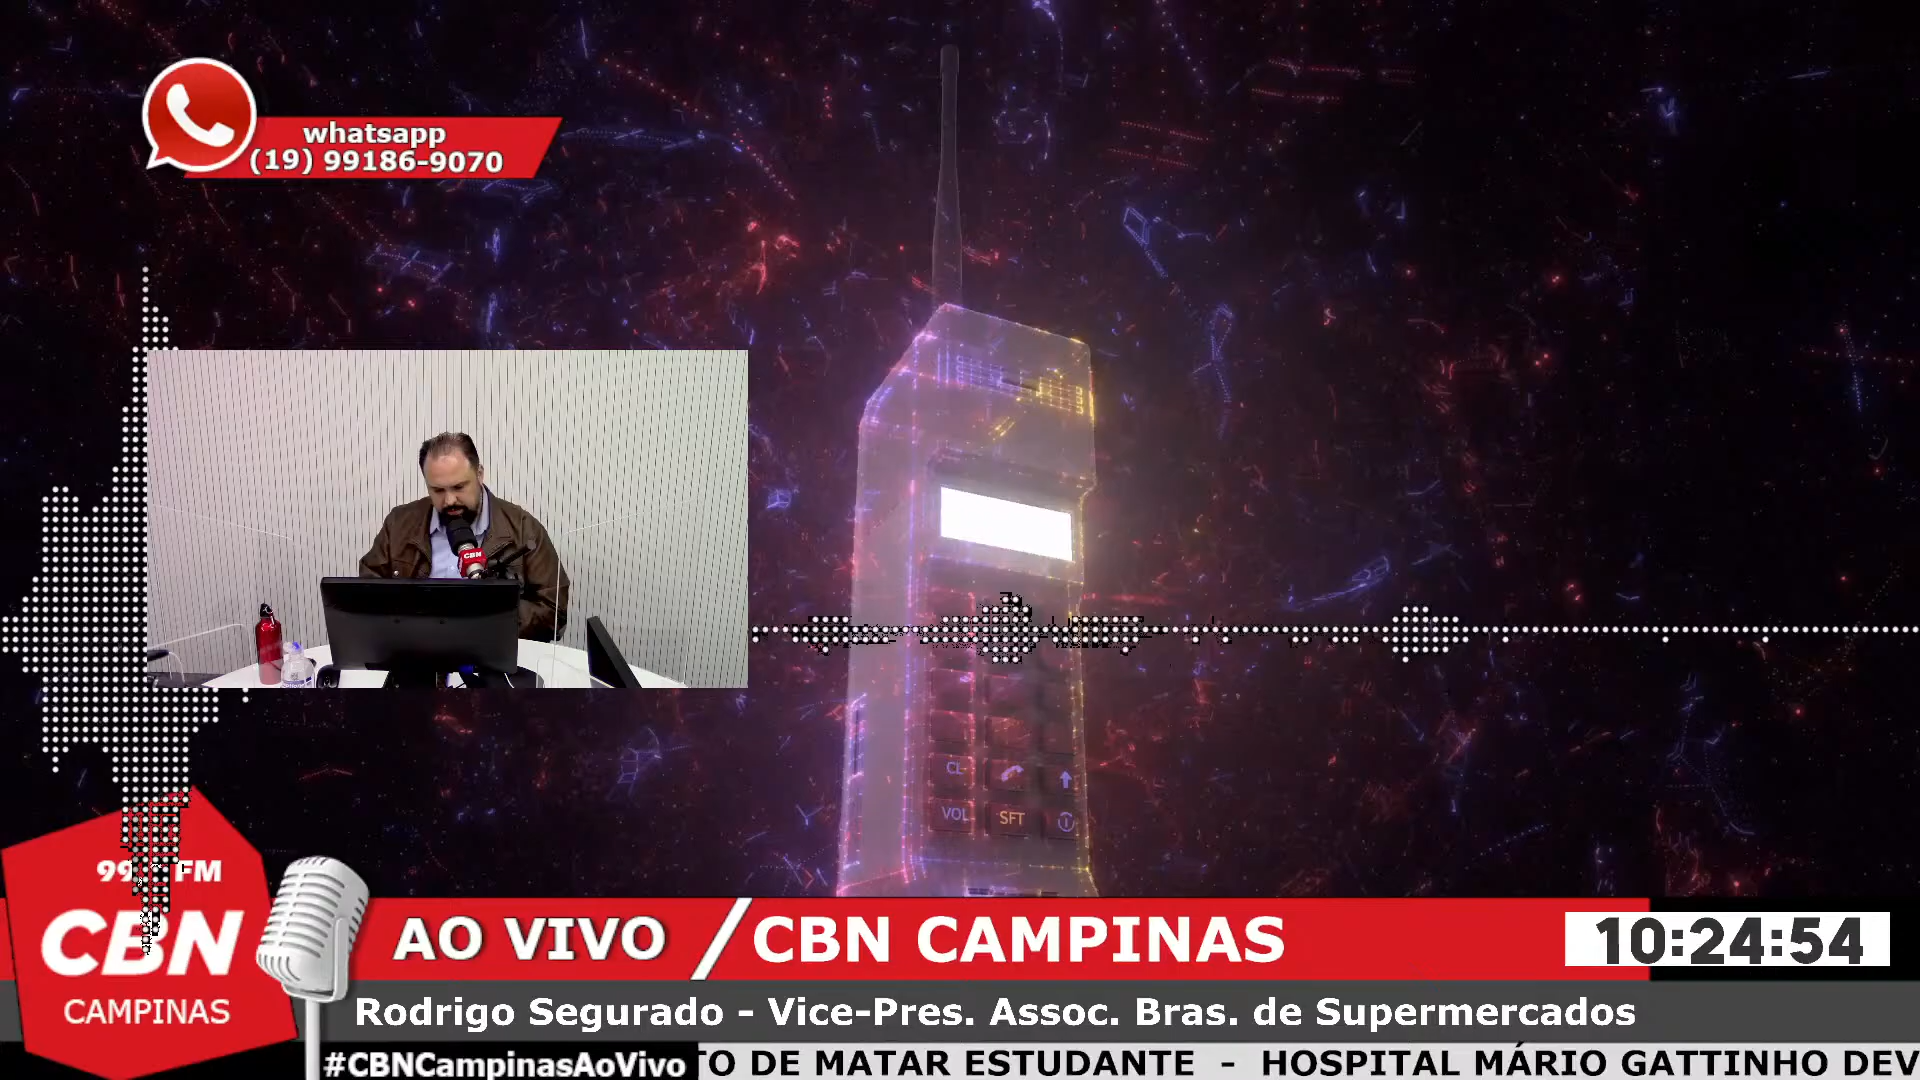 whatsapp
(19) 99186-9070
CBN
CL
VOL SFT
FM
CBN
CAMPINAS
AO VIVO / CBN CAMPINAS
10:24:54
Rodrigo Segurado - Vice-Pres. Assoc. Bras. de Supermercados
#CBNCampinasAoVivo
TO DE MATAR ESTUDANTE - HOSPITAL MÁRIO GATTINHO DEV